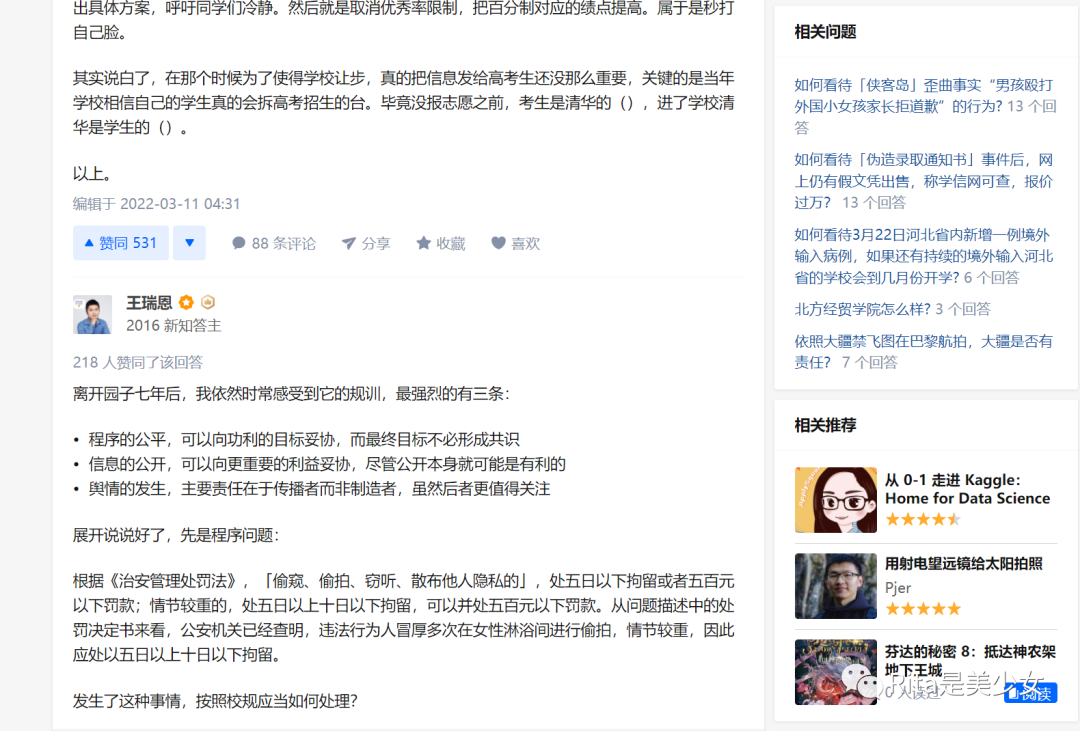 出具体方案，呼吁同学们冷静。然后就是取消优秀率限制，把百分制对应的绩点提高。属于是秒打
自己脸。
其实说白了，在那个时候为了使得学校让步，真的把信息发给高考生还没那么重要，关键的是当年
学校相信自己的学生真的会拆高考招生的台。毕竟没报志愿之前，考生是清华的（），进了学校清
华是学生的（）。
以上。
编辑于 2022-03-11 04:31
赞同 531
88 条评论
分享
收藏
喜欢
王瑞恩
2016 新知答主
218 人赞同了该回答
离开园子七年后，我依然时常感受到它的规训，最强烈的有三条：
• 程序的公平，可以向功利的目标妥协，而最终目标不必形成共识
• 信息的公开，可以向更重要的利益妥协，尽管公开本身就可能是有利的
• 舆情的发生，主要责任在于传播者而非制造者，虽然后者更值得关注
展开说说好了，先是程序问题：
根据《治安管理处罚法》，「偷窥、偷拍、窃听、散布他人隐私的」，处五日以下拘留或者五百元
以下罚款；情节较重的，处五日以上十日以下拘留，可以并处五百元以下罚款。从问题描述中的处
罚决定书来看，公安机关已经查明，违法行为人冒厚多次在女性淋浴间进行偷拍，情节较重，因此
应处以五日以上十日以下拘留。
发生了这种事情，按照校规应当如何处理？
相关问题
如何看待「侠客岛」歪曲事实“男孩殴打
外国小女孩家长拒道歉”的行为? 13 个回
答
如何看待「伪造录取通知书」事件后，网
上仍有假文凭出售，称学信网可查，报价
过万？ 13 个回答
如何看待3月22日河北省内新增一例境外
输入病例，如果还有持续的境外输入河北
省的学校会到几月份开学? 6 个回答
北方经贸学院怎么样? 3 个回答
依照大疆禁飞图在巴黎航拍，大疆是否有
责任？ 7 个回答
相关推荐
从 0-1 走进 Kaggle：
Home for Data Science
用射电望远镜给太阳拍照
Pjer
芬达的秘密 8：抵达神农架
地下王城
0 人读过
阅读
Rita是美少女